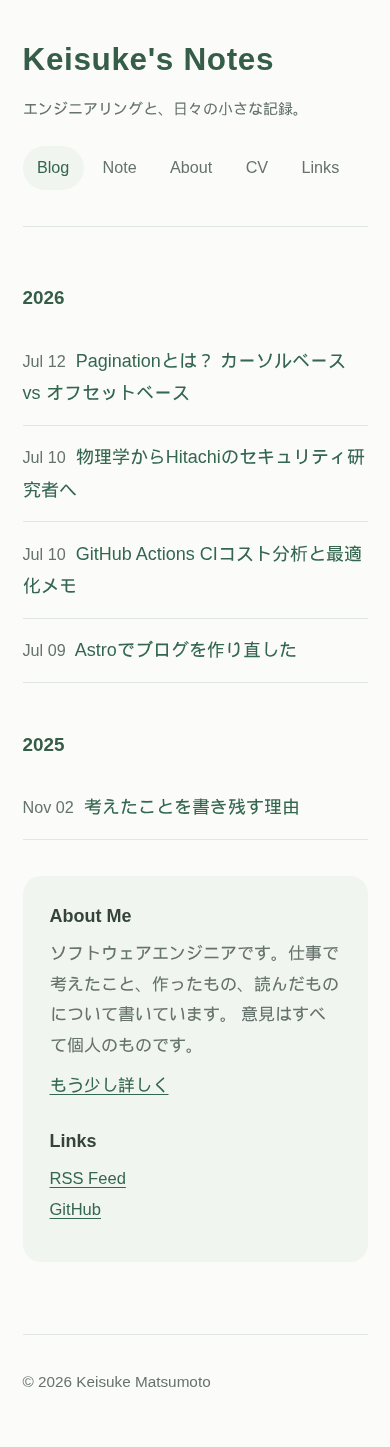 Keisuke's Notes
エンジニアリングと、日々の小さな記録。
Blog Note About CV Links
2026
Jul 12 Paginationとは？ カーソルベース
vs オフセットベース
Jul 10 物理学からHitachiのセキュリティ研
究者へ
Jul 10 GitHub Actions CIコスト分析と最適
化メモ
Jul 09 Astroでブログを作り直した
2025
Nov 02 考えたことを書き残す理由
About Me
ソフトウェアエンジニアです。仕事で
考えたこと、作ったもの、読んだもの
について書いています。 意見はすべ
て個人のものです。
もう少し詳しく
Links
RSS Feed
GitHub
© 2026 Keisuke Matsumoto